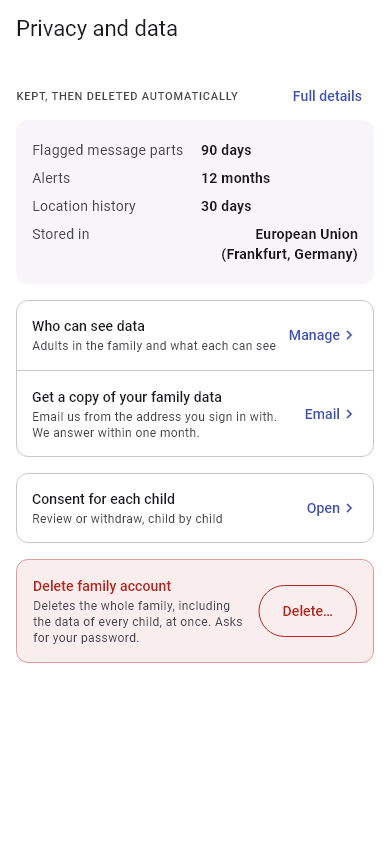 Privacy and data
KEPT, THEN DELETED AUTOMATICALLY Full details
Flagged message parts 90 days
Alerts 12 months
Location history 30 days
Stored in European Union
(Frankfurt, Germany)
Who can see data
Adults in the family and what each can see
Manage
Get a copy of your family data
Email us from the address you sign in with.
We answer within one month.
Email
Consent for each child
Review or withdraw, child by child
Open
Delete family account
Deletes the whole family, including
the data of every child, at once. Asks
for your password.
Delete…